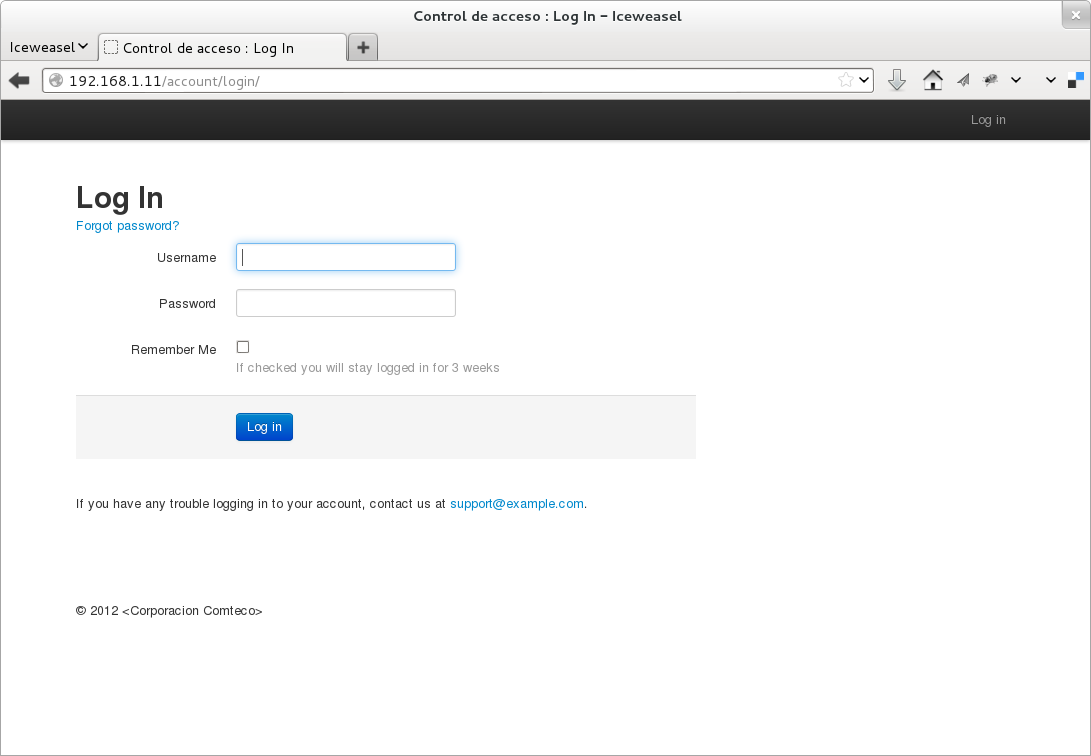 Control de acceso : Log In - Iceweasel
Iceweasel
Control de acceso : Log In
192.168.1.11/account/login/
Log in
Log In
Forgot password?
Username
Password
Remember Me
If checked you will stay logged in for 3 weeks
Log in
If you have any trouble logging in to your account, contact us at support@example.com.
© 2012 <Corporacion Comteco>